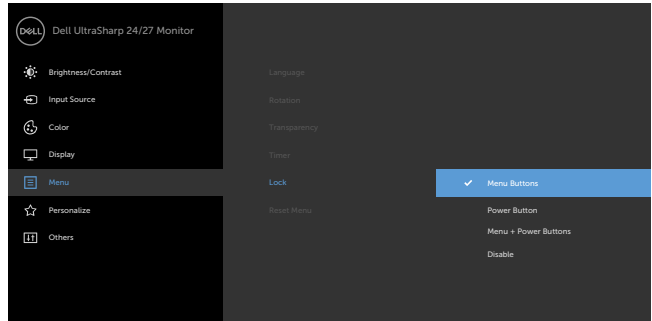 DELL Dell UltraSharp 24/27 Monitor
Brightness/Contrast
Input Source
Color
Display
Menu
Personalize
Others
Language
Rotation
Transparency
Timer
Lock
Reset Menu
Menu Buttons
Power Button
Menu + Power Buttons
Disable